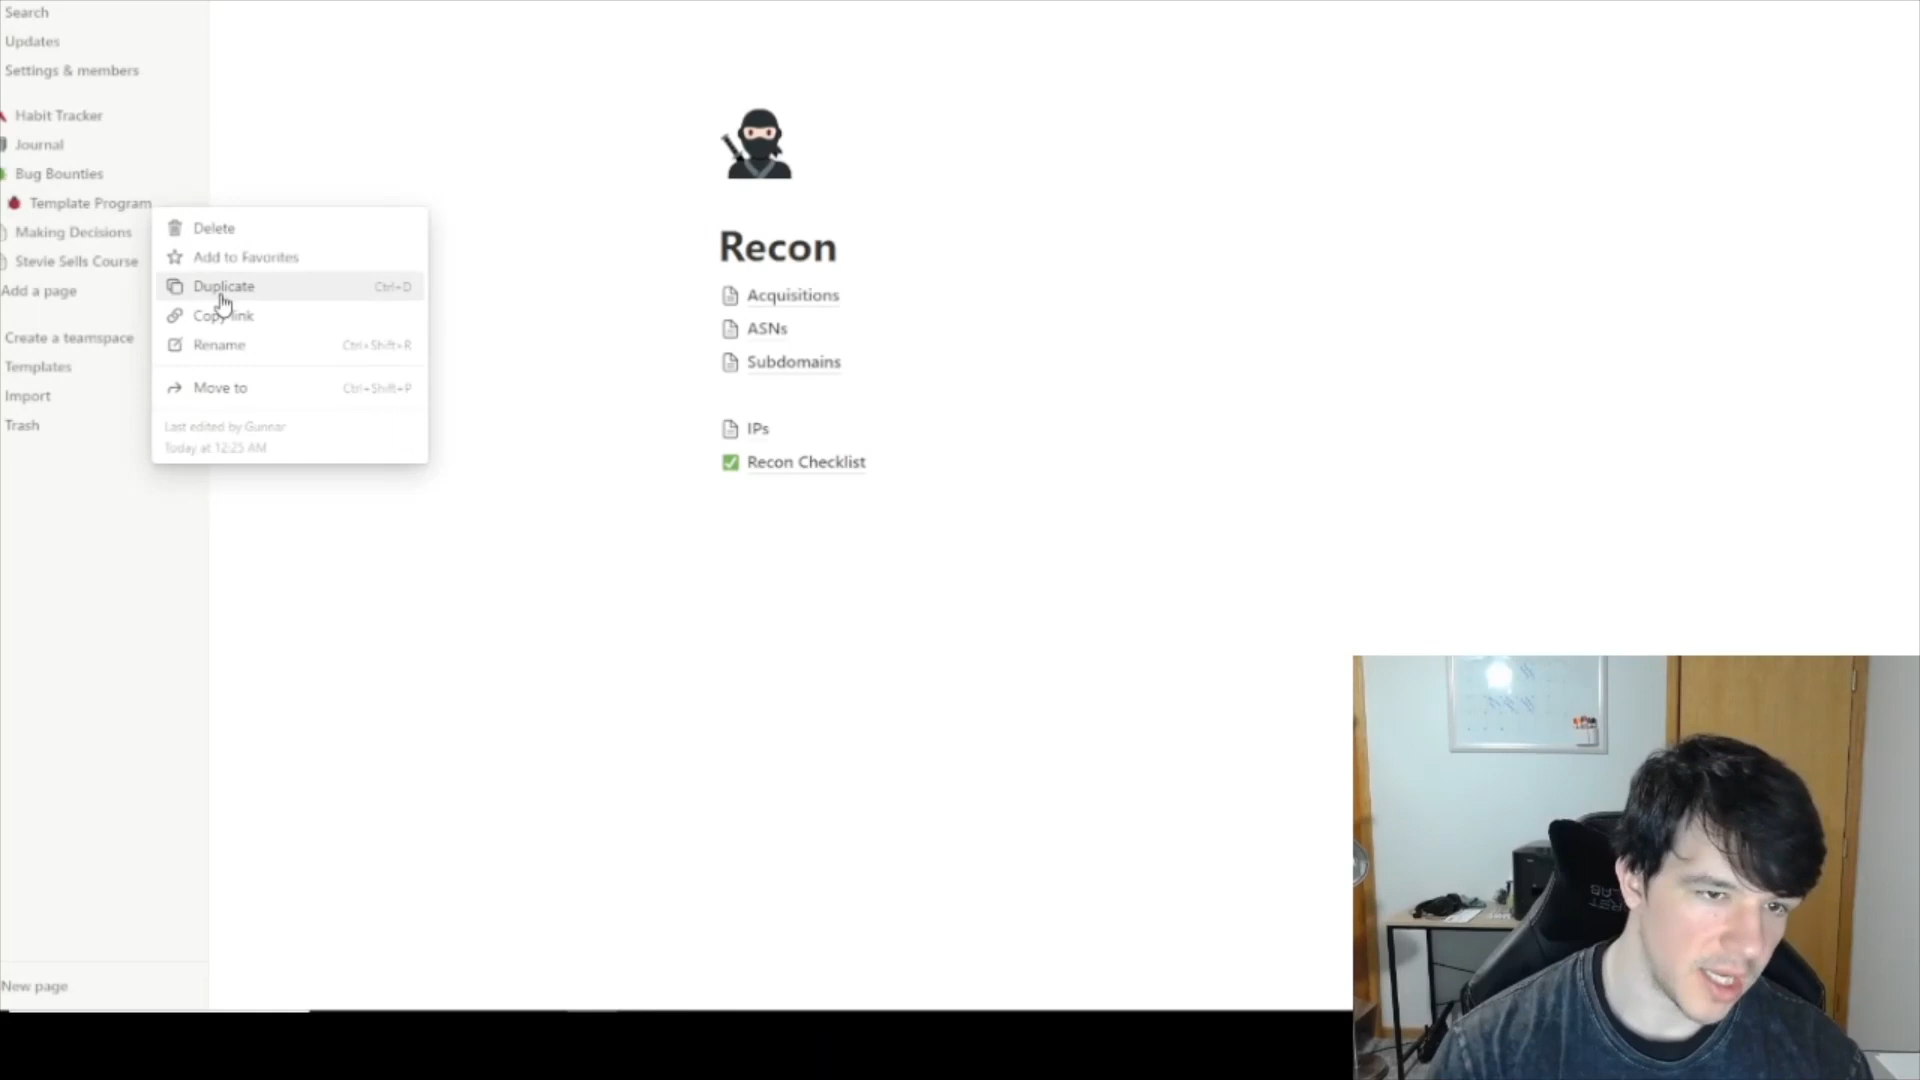 Search
Updates
Settings & members
Habit Tracker
Journal
Bug Bounties
Template Program
Making Decisions
Stevie Sells Course
Add a page
Create a teamspace
Templates
Import
Trash
New page
Delete
Add to Favorites
Duplicate Ctrl+D
Copy link
Rename Ctrl+Shift+R
Move to Ctrl+Shift+P
Last edited by Gunnar
Today at 12:25 AM
Recon
Acquisitions
ASNs
Subdomains
IPs
Recon Checklist